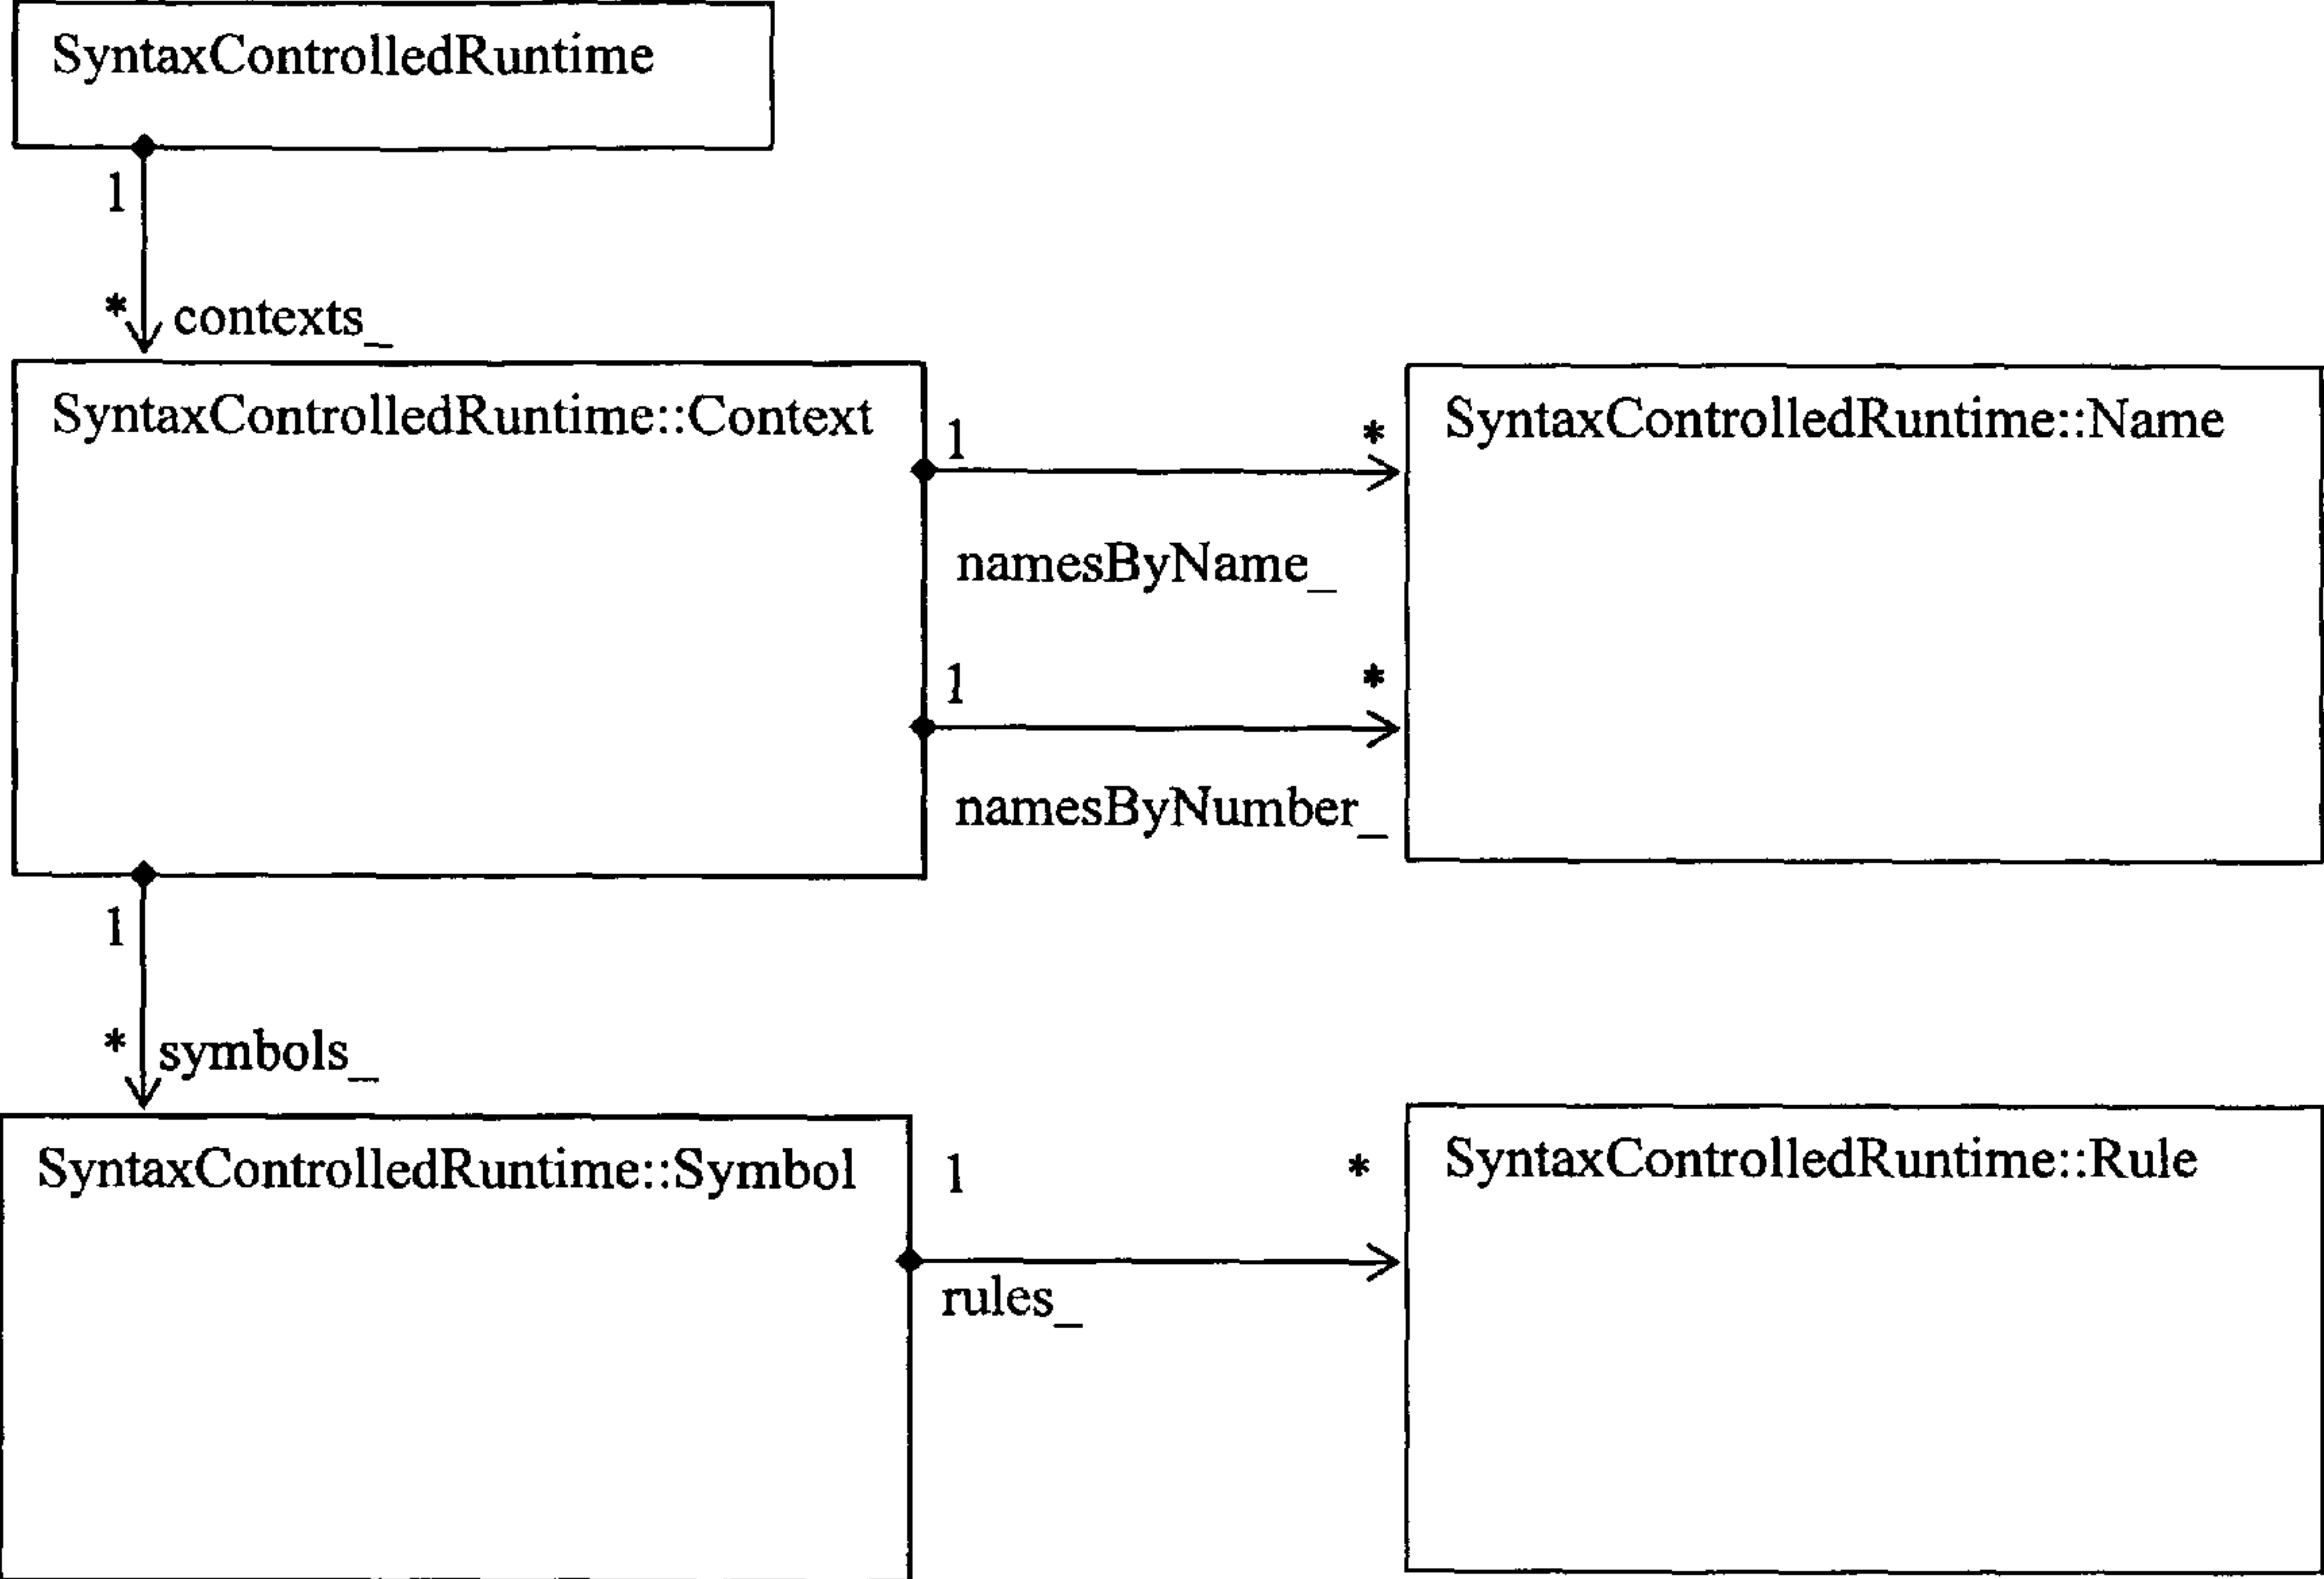 SyntaxControlledRuntime
1
* contexts_
SyntaxControlledRuntime::Context
1 *
namesByName_
1 *
namesByNumber_
SyntaxControlledRuntime::Name
1
* symbols_
SyntaxControlledRuntime::Symbol
1 *
rules_
SyntaxControlledRuntime::Rule